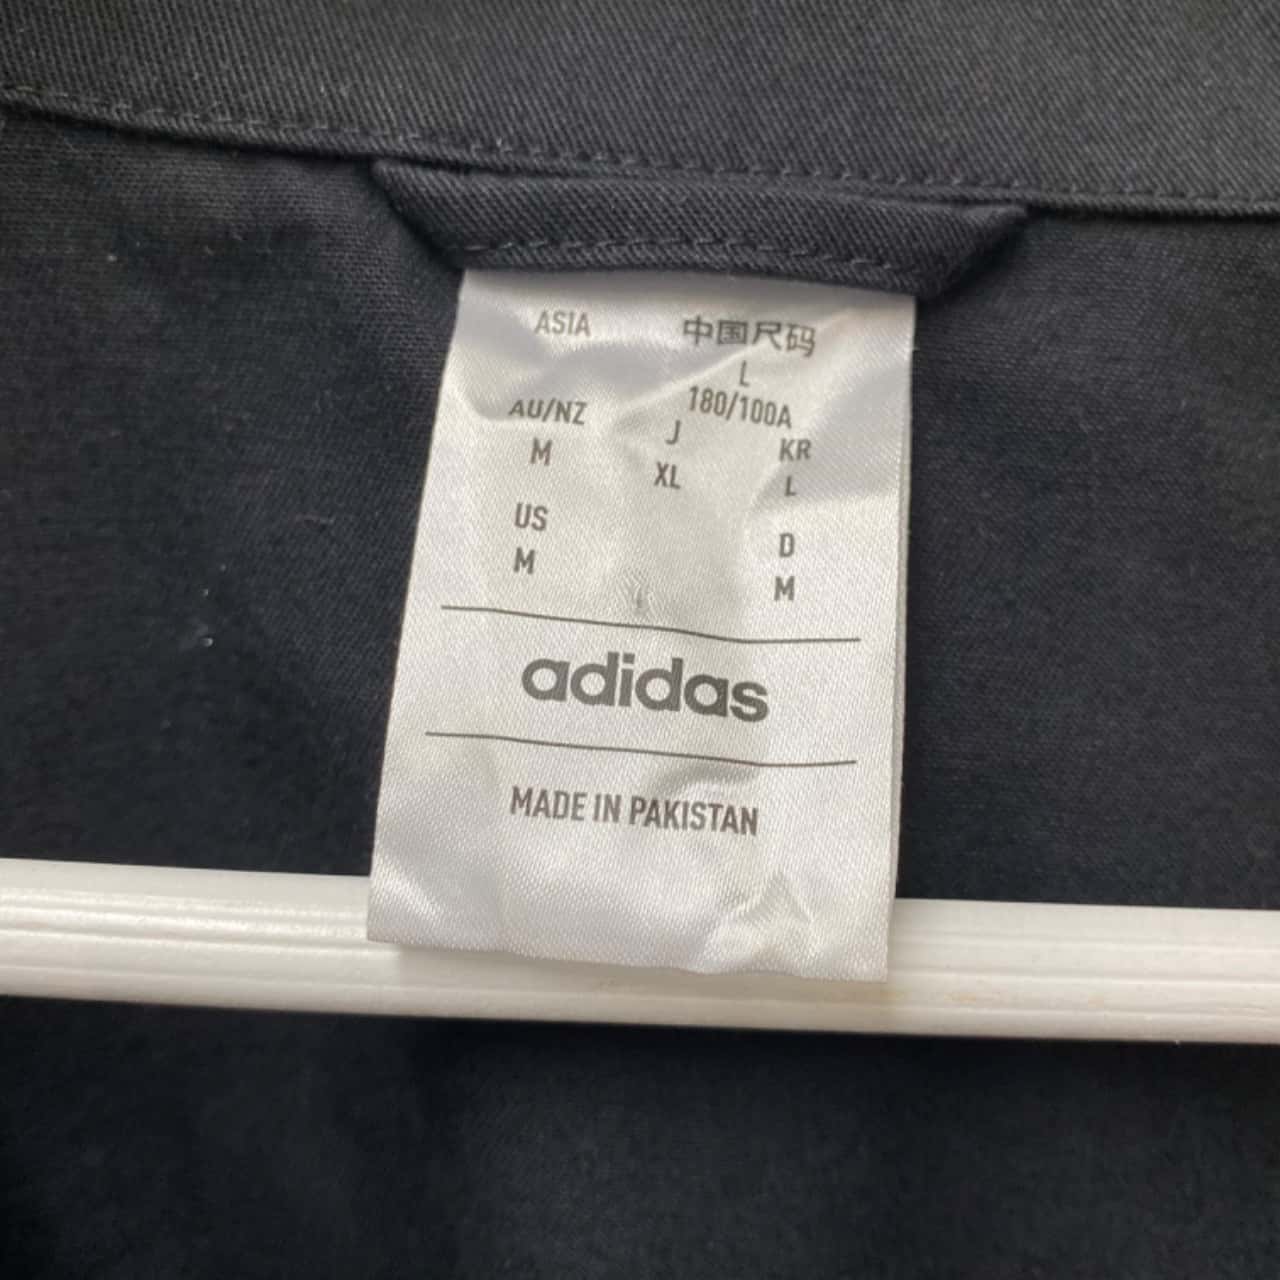 ASIA 中国尺码
L
180/100A
AU/NZ J KR
M XL L
US D
M M
adidas
MADE IN PAKISTAN